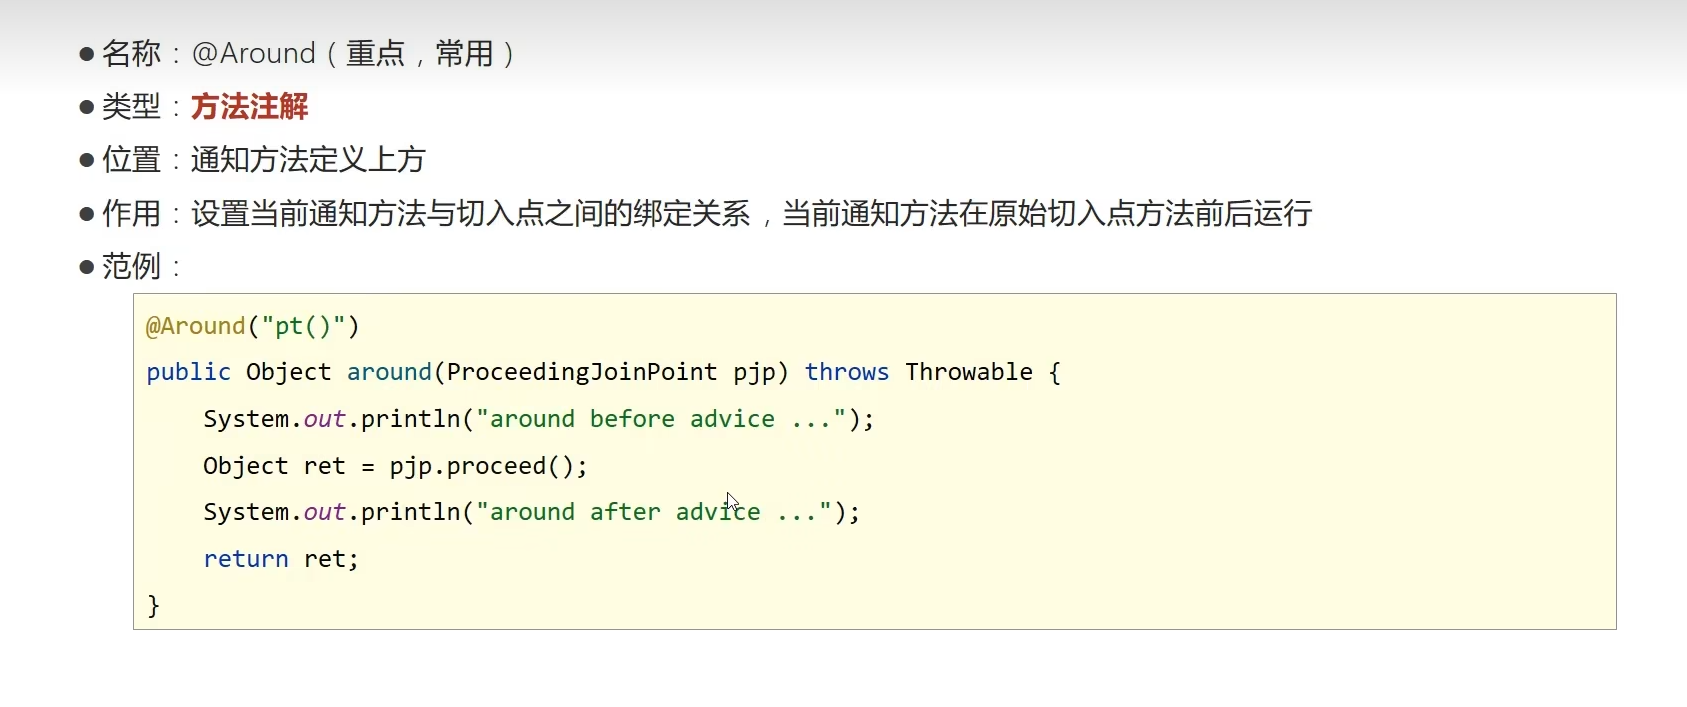 ● 名称：@Around（重点，常用）
● 类型：方法注解
● 位置：通知方法定义上方
● 作用：设置当前通知方法与切入点之间的绑定关系，当前通知方法在原始切入点方法前后运行
● 范例：
@Around("pt()")
public Object around(ProceedingJoinPoint pjp) throws Throwable {
    System.out.println("around before advice ...");
    Object ret = pjp.proceed();
    System.out.println("around after advice ...");
    return ret;
}